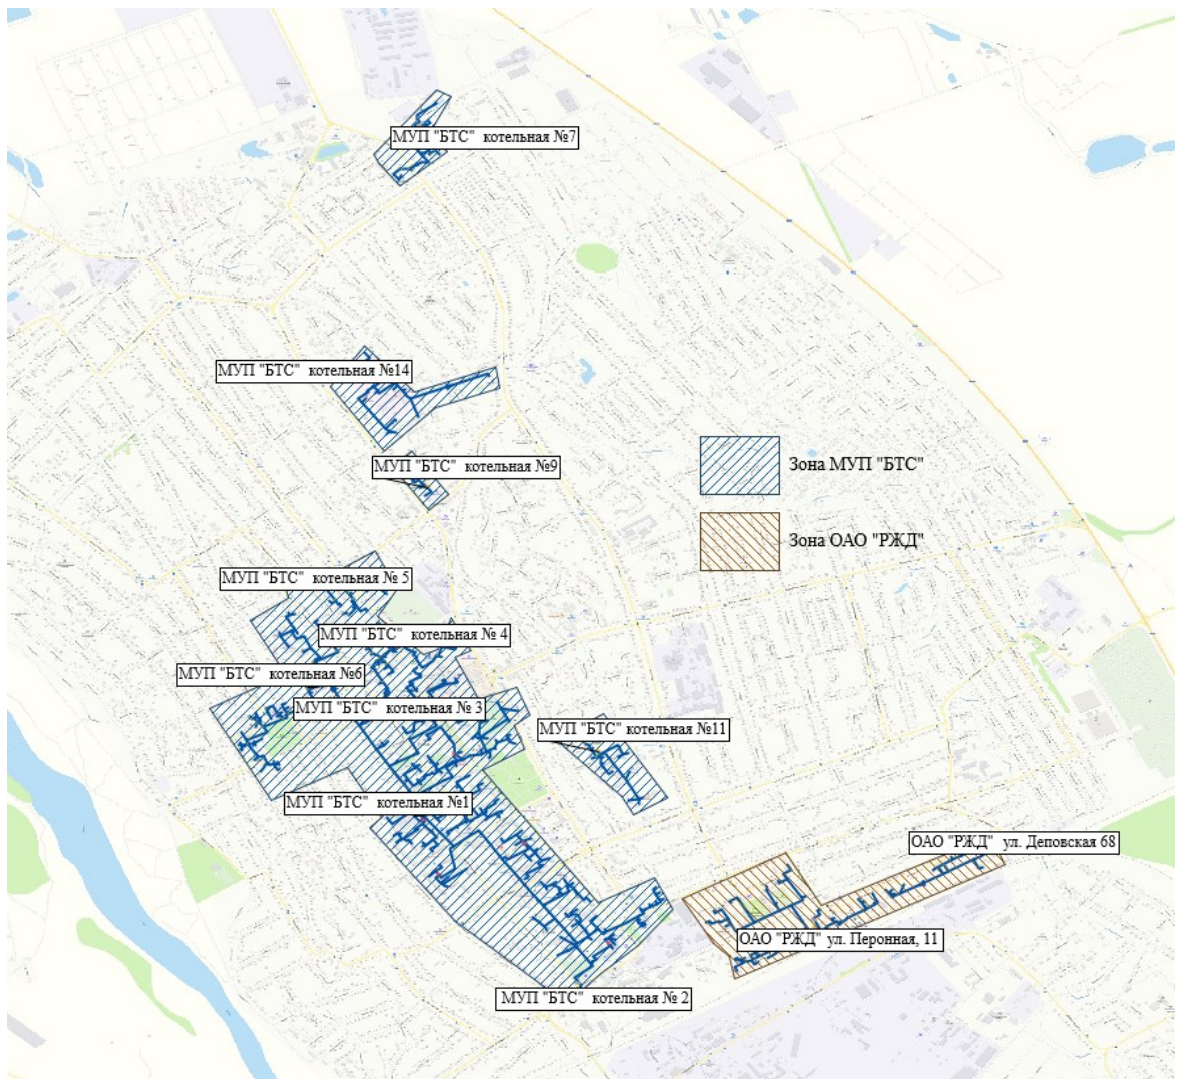 МУП "БТС" котельная №7
МУП "БТС" котельная №14
МУП "БТС" котельная №9
Зона МУП "БТС"
Зона ОАО "РЖД"
МУП "БТС" котельная № 5
МУП "БТС" котельная № 4
МУП "БТС" котельная №6
МУП "БТС" котельная № 3
МУП "БТС" котельная №11
МУП "БТС" котельная №1
ОАО "РЖД" ул. Деповская 68
ОАО "РЖД" ул. Перонная, 11
МУП "БТС" котельная № 2